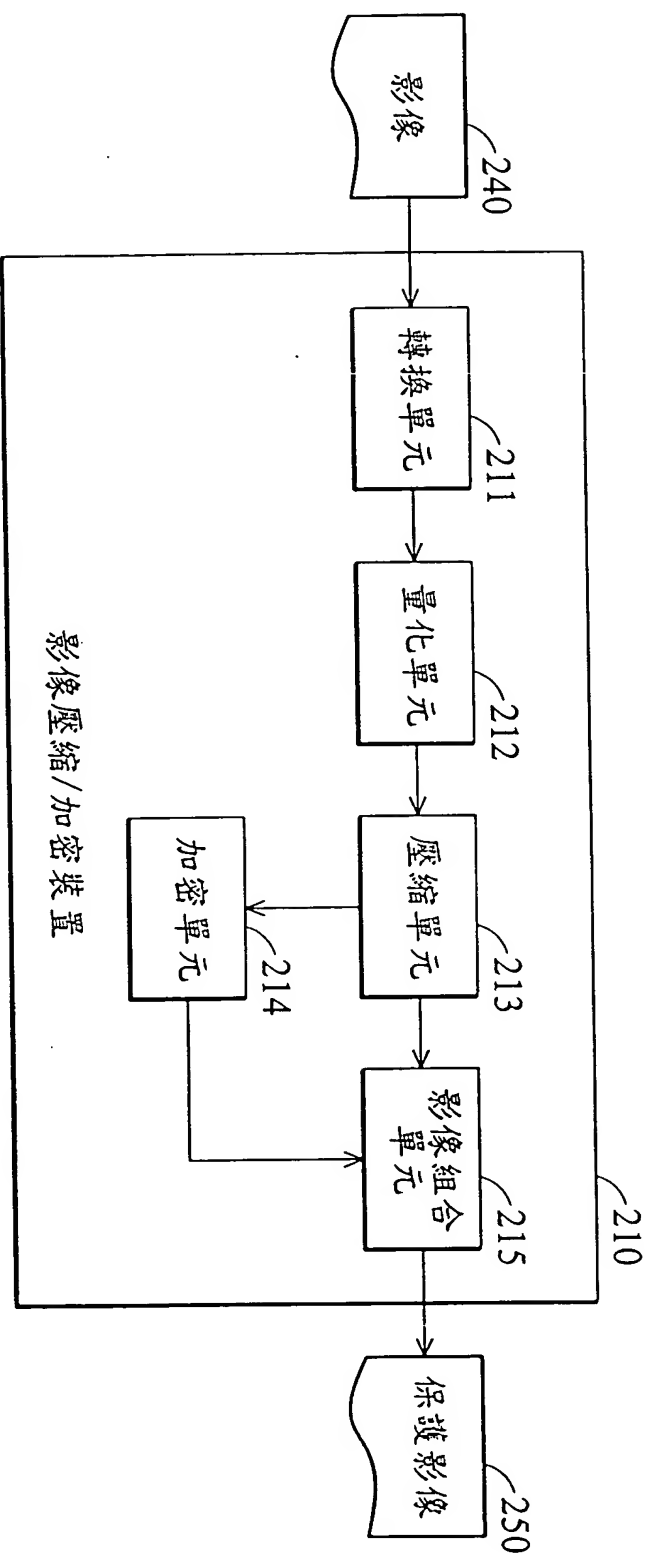 影像
240
轉換單元
211
量化單元
212
壓縮單元
213
加密單元
214
影像組合
單元
215
影像壓縮/加密裝置
210
保護影像
250